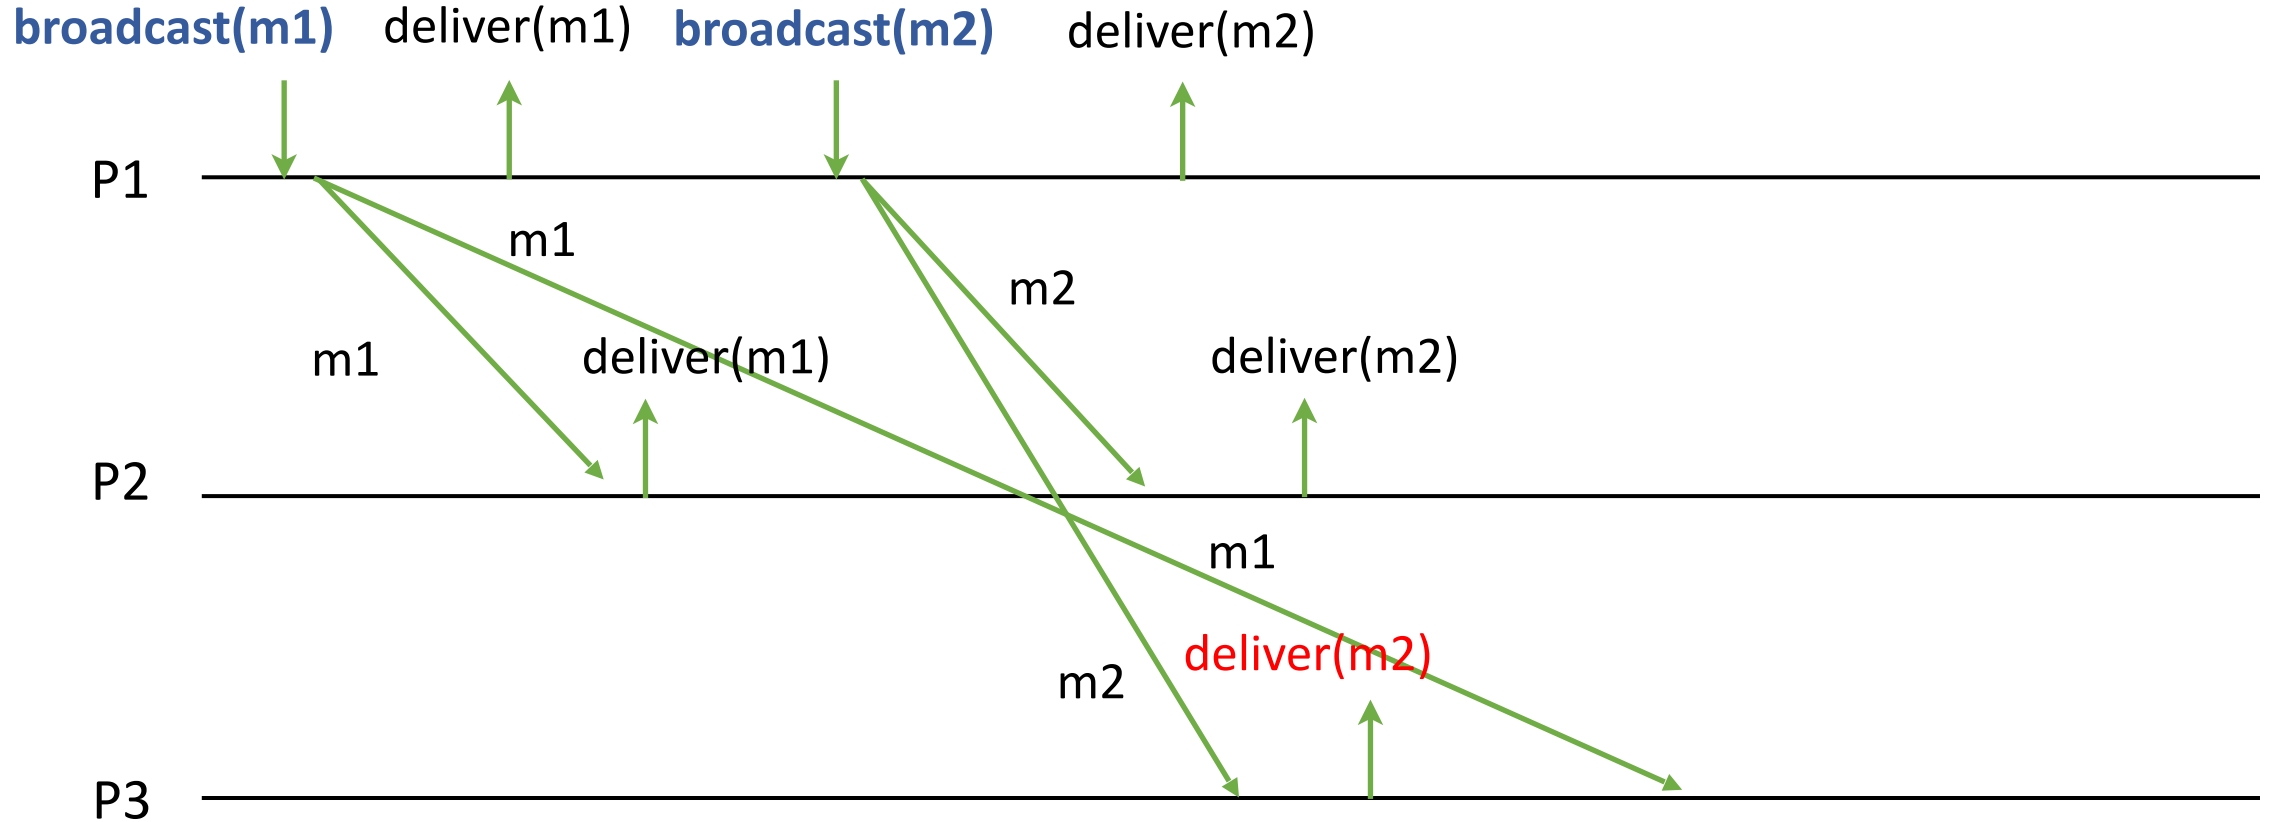 broadcast(m1) deliver(m1) broadcast(m2) deliver(m2)
P1
m1
m2
m1 deliver(m1) deliver(m2)
P2
m1
deliver(m2)
m2
P3